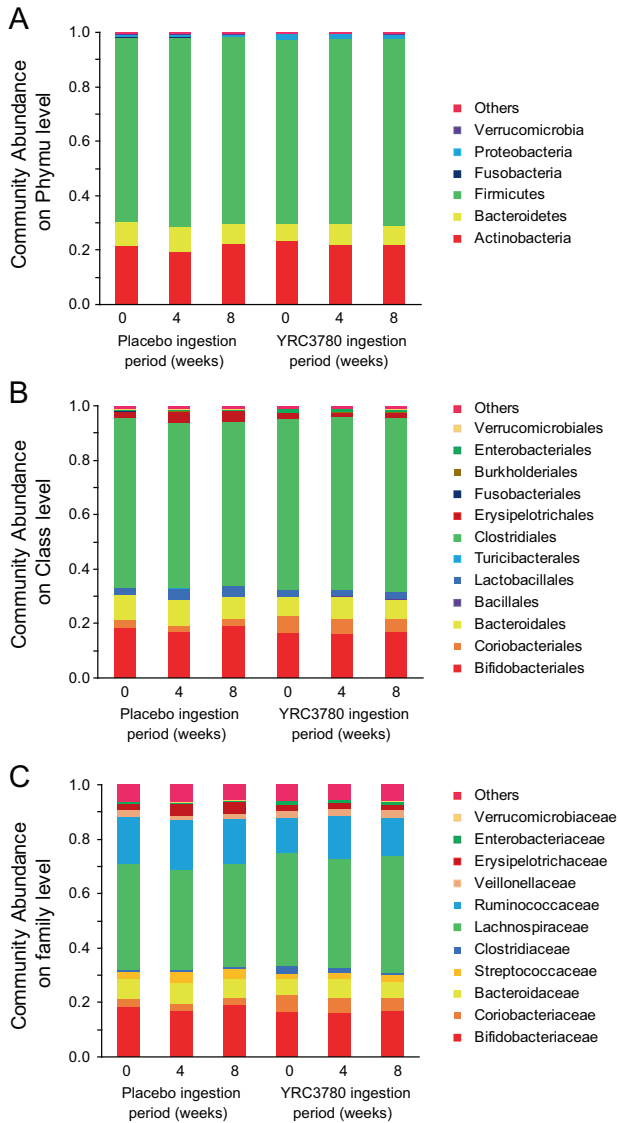 A
Community Abundance
on Phymu level
1.0
0.8
0.6
0.4
0.2
0.0
0 4 8 0 4 8
Placebo ingestion
period (weeks)
YRC3780 ingestion
period (weeks)
Others
Verrucomicrobia
Proteobacteria
Fusobacteria
Firmicutes
Bacteroidetes
Actinobacteria
B
Community Abundance
on Class level
1.0
0.8
0.6
0.4
0.2
0.0
0 4 8 0 4 8
Placebo ingestion
period (weeks)
YRC3780 ingestion
period (weeks)
Others
Verrucomicrobiales
Enterobacteriales
Burkholderiales
Fusobacteriales
Erysipelotrichales
Clostridiales
Turicibacterales
Lactobacillales
Bacillales
Bacteroidales
Coriobacteriales
Bifidobacteriales
C
Community Abundance
on family level
1.0
0.8
0.6
0.4
0.2
0.0
0 4 8 0 4 8
Placebo ingestion
period (weeks)
YRC3780 ingestion
period (weeks)
Others
Verrucomicrobiaceae
Enterobacteriaceae
Erysipelotrichaceae
Veillonellaceae
Ruminococcaceae
Lachnospiraceae
Clostridiaceae
Streptococcaceae
Bacteroidaceae
Coriobacteriaceae
Bifidobacteriaceae